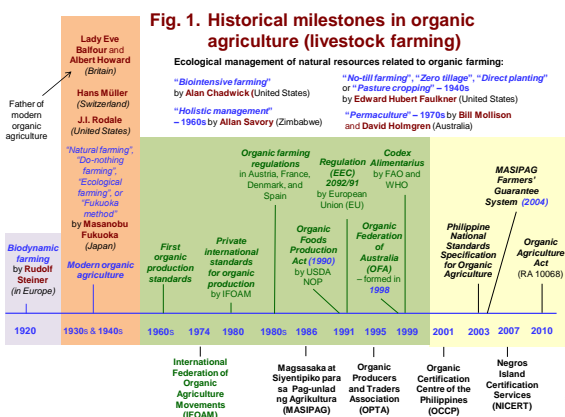 Fig. 1. Historical milestones in organic
agriculture (livestock farming)
Ecological management of natural resources related to organic farming:
“Biointensive farming”
by Alan Chadwick (United States)
“Holistic management”
– 1960s by Allan Savory (Zimbabwe)
“No-till farming”, “Zero tillage”, “Direct planting”
or “Pasture cropping” – 1940s
by Edward Hubert Faulkner (United States)
“Permaculture” – 1970s by Bill Mollison
and David Holmgren (Australia)
Lady Eve
Balfour and
Albert Howard
(Britain)
Hans Müller
(Switzerland)
J.I. Rodale
(United States)
“Natural farming”,
“Do-nothing
farming”,
“Ecological
farming”, or
“Fukuoka
method”
by Masanobu
Fukuoka
(Japan)
Modern organic
agriculture
Father of
modern
organic
agriculture
Biodynamic
farming
by Rudolf
Steiner
(in Europe)
First
organic
production
standards
Private
international
standards for
organic production
by IFOAM
Organic farming
regulations
in Austria, France,
Denmark, and
Spain
Organic
Foods
Production
Act (1990)
by USDA
NOP
Regulation
(EEC)
2092/91
by European
Union (EU)
Organic
Federation
of
Australia
(OFA)
– formed in
1998
Codex
Alimentarius
by FAO and
WHO
Philippine
National
Standards
Specification
for Organic
Agriculture
MASIPAG
Farmers’
Guarantee
System (2004)
Organic
Agriculture
Act
(RA 10068)
1920
1930s & 1940s
1960s
1974
1980
1980s
1986
1991
1995
1999
2001
2003
2007
2010
International
Federation of
Organic
Agriculture
Movements
(IFOAM)
Magsasaka at
Siyentipiko para
sa Pag-unlad
ng Agrikultura
(MASIPAG)
Organic
Producers
and Traders
Association
(OPTA)
Organic
Certification
Centre of the
Philippines
(OCCP)
Negros
Island
Certification
Services
(NICERT)